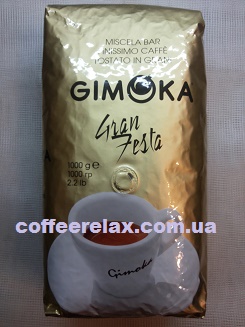 MISCELA BAR
FINISSIMO CAFFÈ
TOSTATO IN GRANI
GIMOKA
Gran
Festa
1000 g e
1000 гр
2.2 lb
coffeerelax.com.ua
Gimoka